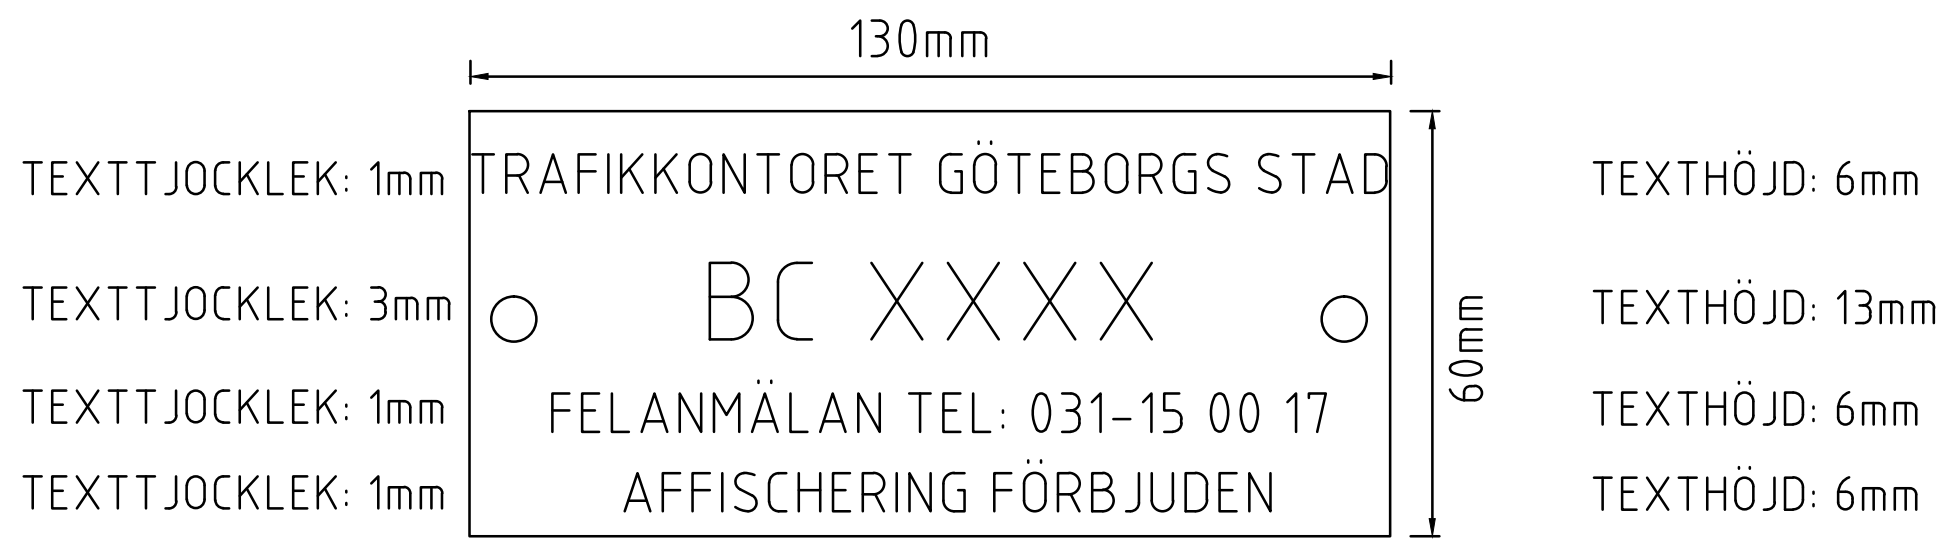 130mm
TEXTTJOCKLEK: 1mm TRAFIKKONTORET GÖTEBORGS STAD TEXTHÖJD: 6mm
TEXTTJOCKLEK: 3mm BC XXXX TEXTHÖJD: 13mm
60mm
TEXTTJOCKLEK: 1mm FELANMÄLAN TEL: 031-15 00 17 TEXTHÖJD: 6mm
TEXTTJOCKLEK: 1mm AFFISCHERING FÖRBJUDEN TEXTHÖJD: 6mm